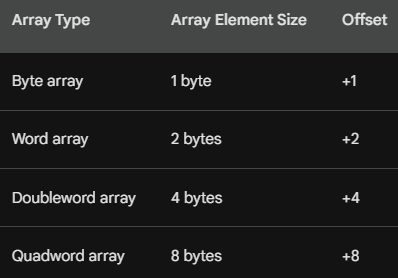 Array Type Array Element Size Offset
Byte array 1 byte +1
Word array 2 bytes +2
Doubleword array 4 bytes +4
Quadword array 8 bytes +8